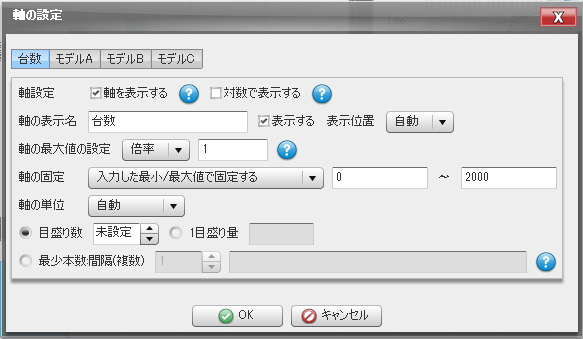 軸の設定
台数 モデルA モデルB モデルC
軸設定 軸を表示する ? 対数で表示する ?
軸の表示名 台数 表示する 表示位置 自動
軸の最大値の設定 倍率 1 ?
軸の固定 入力した最小/最大値で固定する 0 ～ 2000
軸の単位 自動
目盛り数 未設定 1目盛り量
最少本数:間隔(複数) 1 ?
OK キャンセル